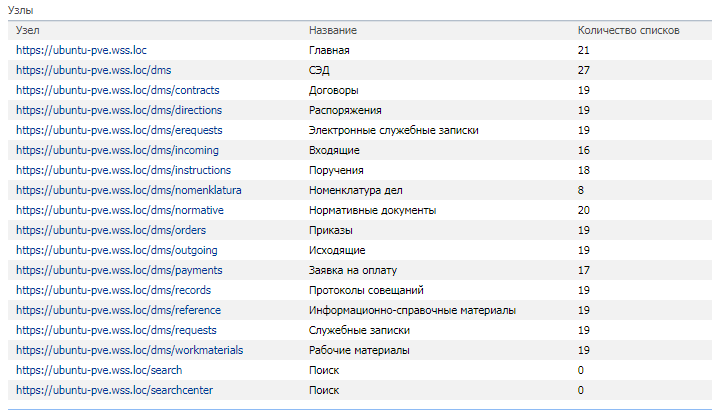 Узлы
Узел Название Количество списков
https://ubuntu-pve.wss.loc Главная 21
https://ubuntu-pve.wss.loc/dms СЭД 27
https://ubuntu-pve.wss.loc/dms/contracts Договоры 19
https://ubuntu-pve.wss.loc/dms/directions Распоряжения 19
https://ubuntu-pve.wss.loc/dms/erequests Электронные служебные записки 19
https://ubuntu-pve.wss.loc/dms/incoming Входящие 16
https://ubuntu-pve.wss.loc/dms/instructions Поручения 18
https://ubuntu-pve.wss.loc/dms/nomenklatura Номенклатура дел 8
https://ubuntu-pve.wss.loc/dms/normative Нормативные документы 20
https://ubuntu-pve.wss.loc/dms/orders Приказы 19
https://ubuntu-pve.wss.loc/dms/outgoing Исходящие 19
https://ubuntu-pve.wss.loc/dms/payments Заявка на оплату 17
https://ubuntu-pve.wss.loc/dms/records Протоколы совещаний 19
https://ubuntu-pve.wss.loc/dms/reference Информационно-справочные материалы 19
https://ubuntu-pve.wss.loc/dms/requests Служебные записки 19
https://ubuntu-pve.wss.loc/dms/workmaterials Рабочие материалы 19
https://ubuntu-pve.wss.loc/search Поиск 0
https://ubuntu-pve.wss.loc/searchcenter Поиск 0